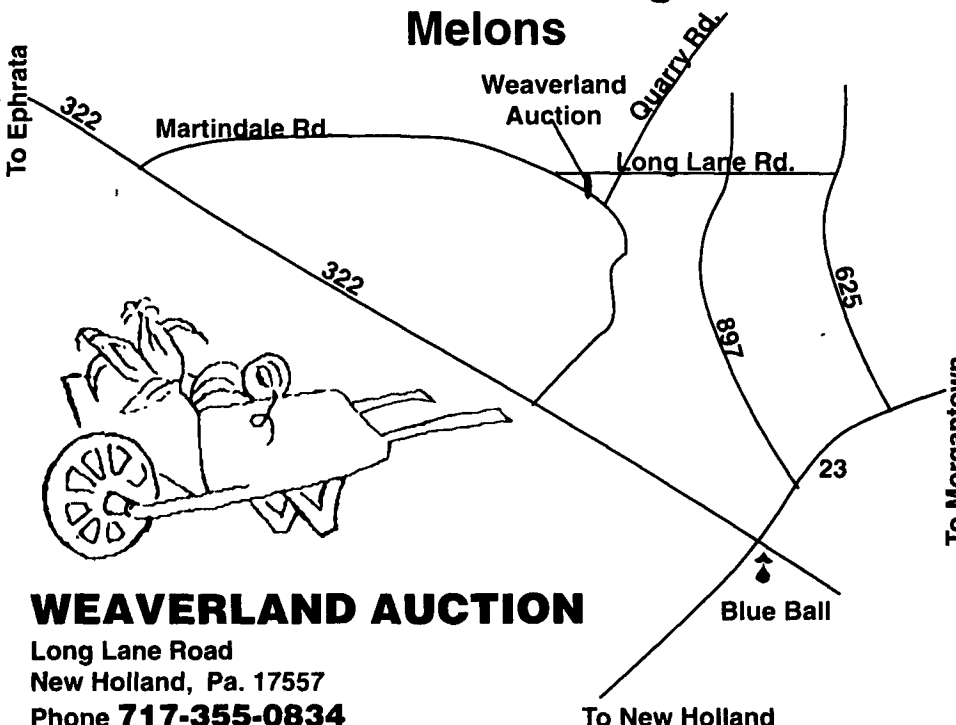 Melons
To Ephrata
322
Martindale Rd
Weaverland
Auction
Quarry Rd.
Long Lane Rd.
322
625
897
23
To Morgantown
Blue Ball
WEAVERLAND AUCTION
Long Lane Road
New Holland, Pa. 17557
Phone 717-355-0834
To New Holland